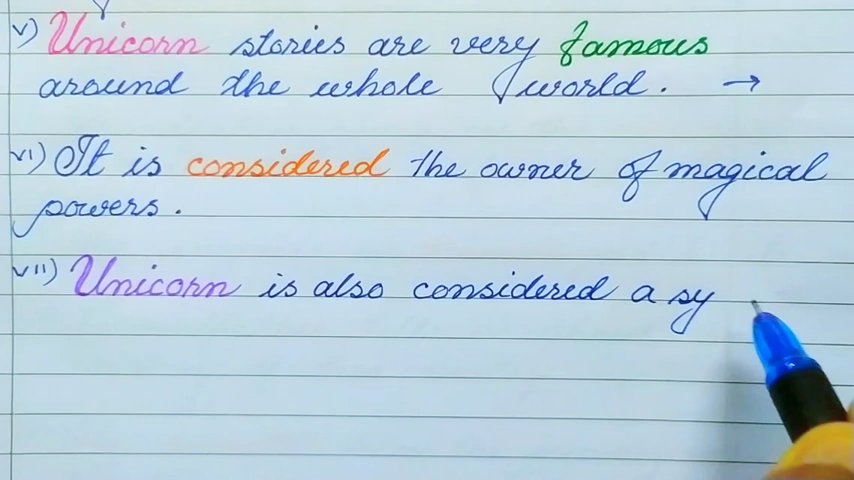 v) Unicorn stories are very famous
around the whole world. →
vi) It is considered the owner of magical
powers.
vii) Unicorn is also considered a sy